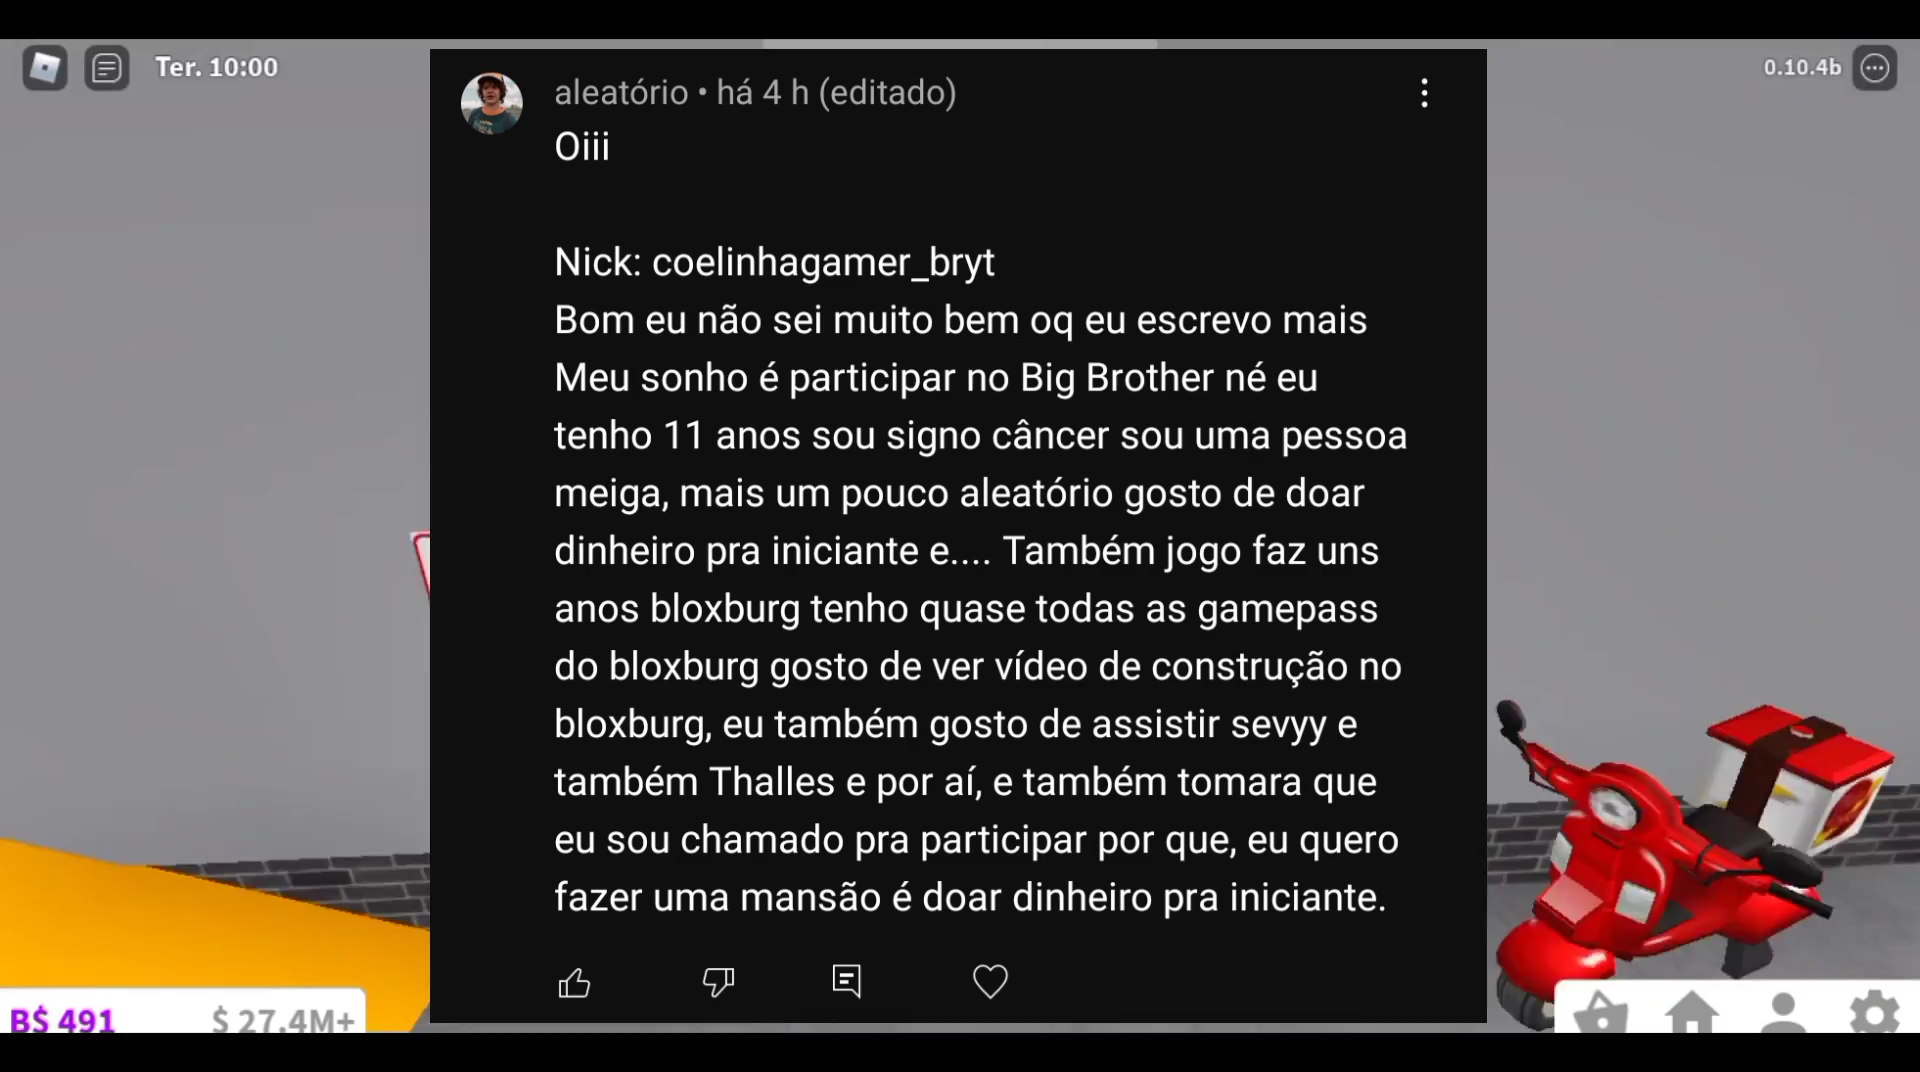 Ter. 10:00
0.10.4b
aleatório • há 4 h (editado)
Oiii
Nick: coelinhagamer_bryt
Bom eu não sei muito bem oq eu escrevo mais
Meu sonho é participar no Big Brother né eu
tenho 11 anos sou signo câncer sou uma pessoa
meiga, mais um pouco aleatório gosto de doar
dinheiro pra iniciante e.... Também jogo faz uns
anos bloxburg tenho quase todas as gamepass
do bloxburg gosto de ver vídeo de construção no
bloxburg, eu também gosto de assistir sevyy e
também Thalles e por aí, e também tomara que
eu sou chamado pra participar por que, eu quero
fazer uma mansão é doar dinheiro pra iniciante.
B$ 491
$ 27.4M+